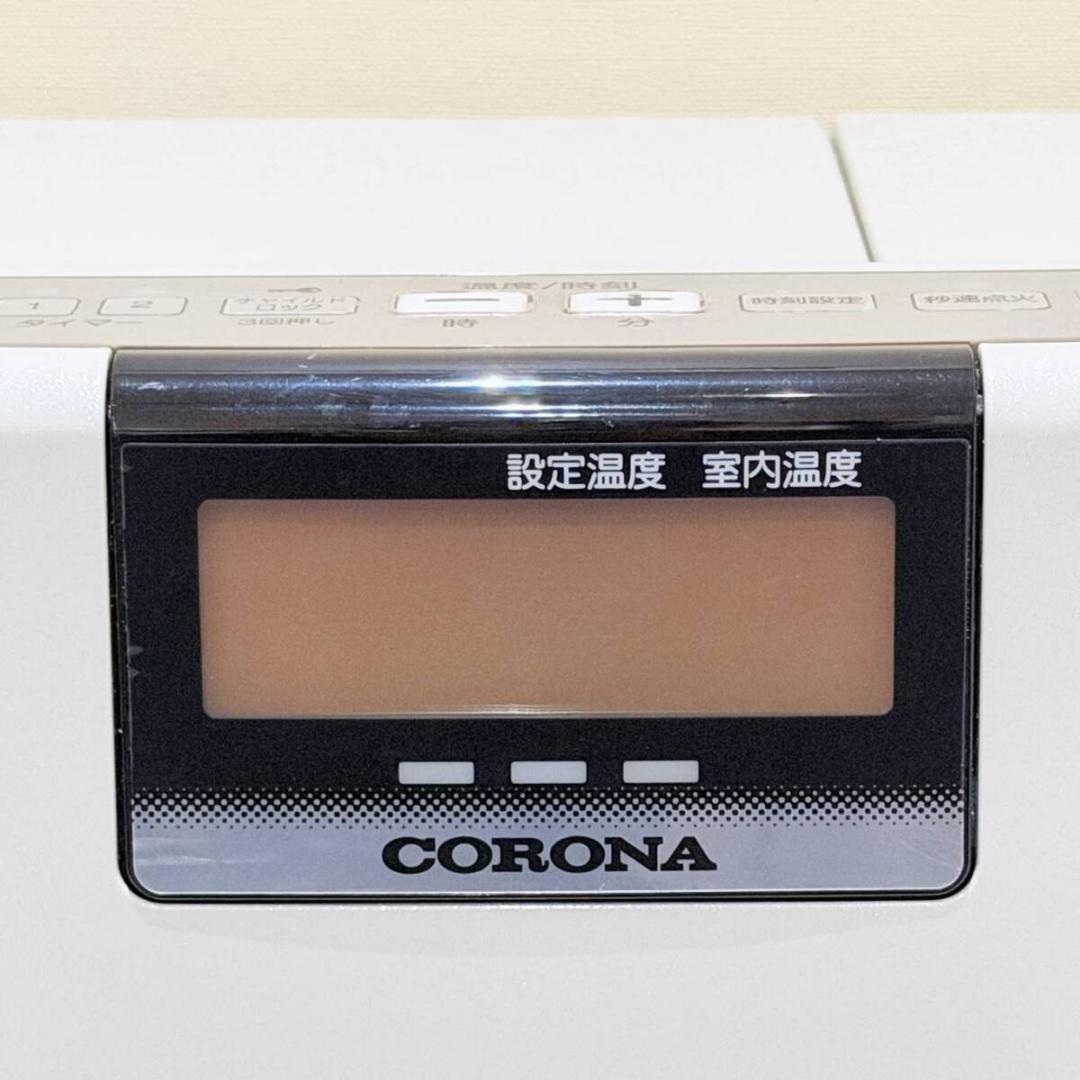 温度/時刻
1 2 チャイルド
ロック － ＋ 時刻設定 秒速点火
タイマー 3回押し 時 分
設定温度 室内温度
CORONA